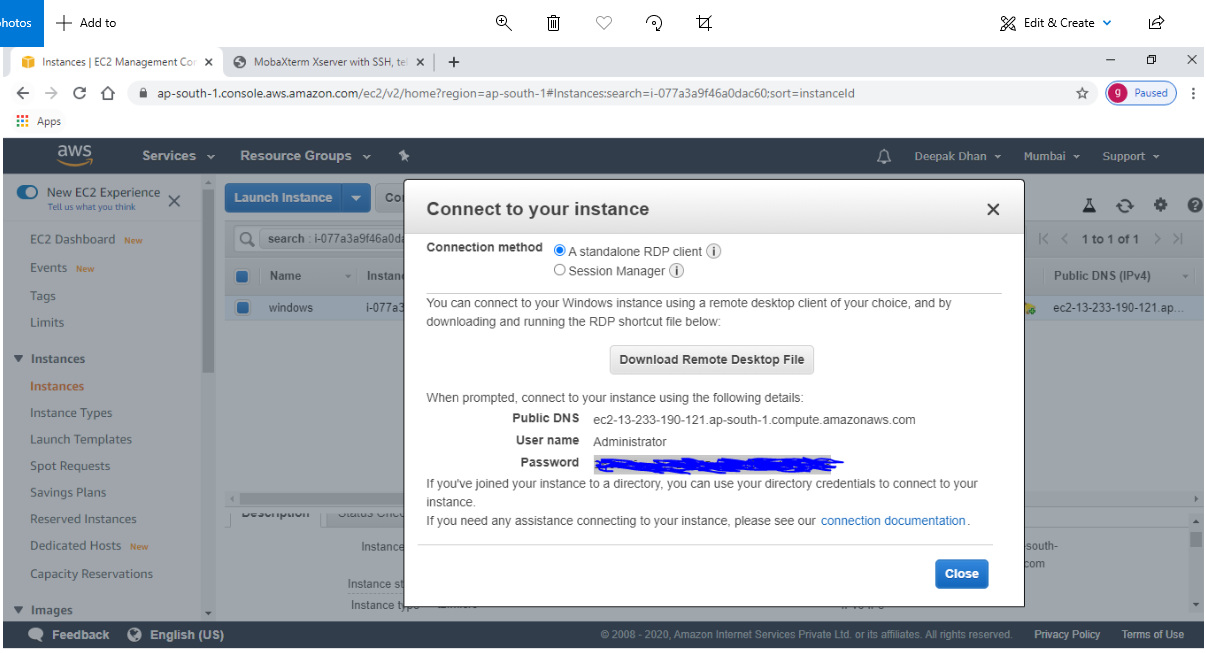 hotos
Add to
Edit & Create
Instances | EC2 Management Cor
MobaXterm Xserver with SSH, tel
ap-south-1.console.aws.amazon.com/ec2/v2/home?region=ap-south-1#Instances:search=i-077a3a9f46a0dac60;sort=instanceId
g Paused
Apps
aws Services Resource Groups Deepak Dhan Mumbai Support
New EC2 Experience
Tell us what you think
EC2 Dashboard New
Events New
Tags
Limits
Instances
Instances
Instance Types
Launch Templates
Spot Requests
Savings Plans
Reserved Instances
Dedicated Hosts New
Capacity Reservations
Images
Launch Instance
search : i-077a3a9f46a0da
1 to 1 of 1
Name Instanc Public DNS (IPv4)
windows i-077a3 ec2-13-233-190-121.ap...
Connect to your instance
Connection method A standalone RDP client i
Session Manager i
You can connect to your Windows instance using a remote desktop client of your choice, and by
downloading and running the RDP shortcut file below:
Download Remote Desktop File
When prompted, connect to your instance using the following details:
Public DNS ec2-13-233-190-121.ap-south-1.compute.amazonaws.com
User name Administrator
Password
If you've joined your instance to a directory, you can use your directory credentials to connect to your
instance.
If you need any assistance connecting to your instance, please see our connection documentation.
Close
Description Status Chec
Instance
south-
com
Instance st
Instance type
Feedback English (US)
© 2008 - 2020, Amazon Internet Services Private Ltd. or its affiliates. All rights reserved. Privacy Policy Terms of Use